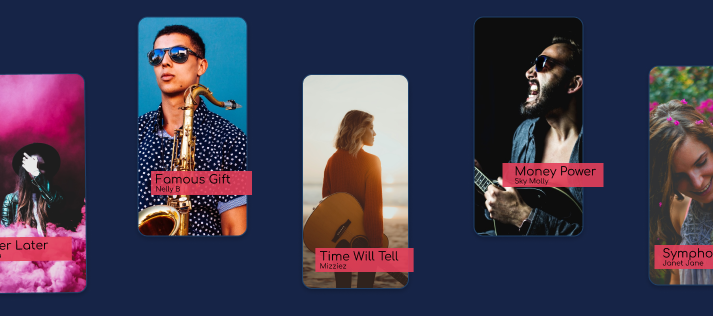 er Later
Famous Gift
Nelly B
Time Will Tell
Mizzlez
Money Power
Sky Molly
Sympho
Janet Jane